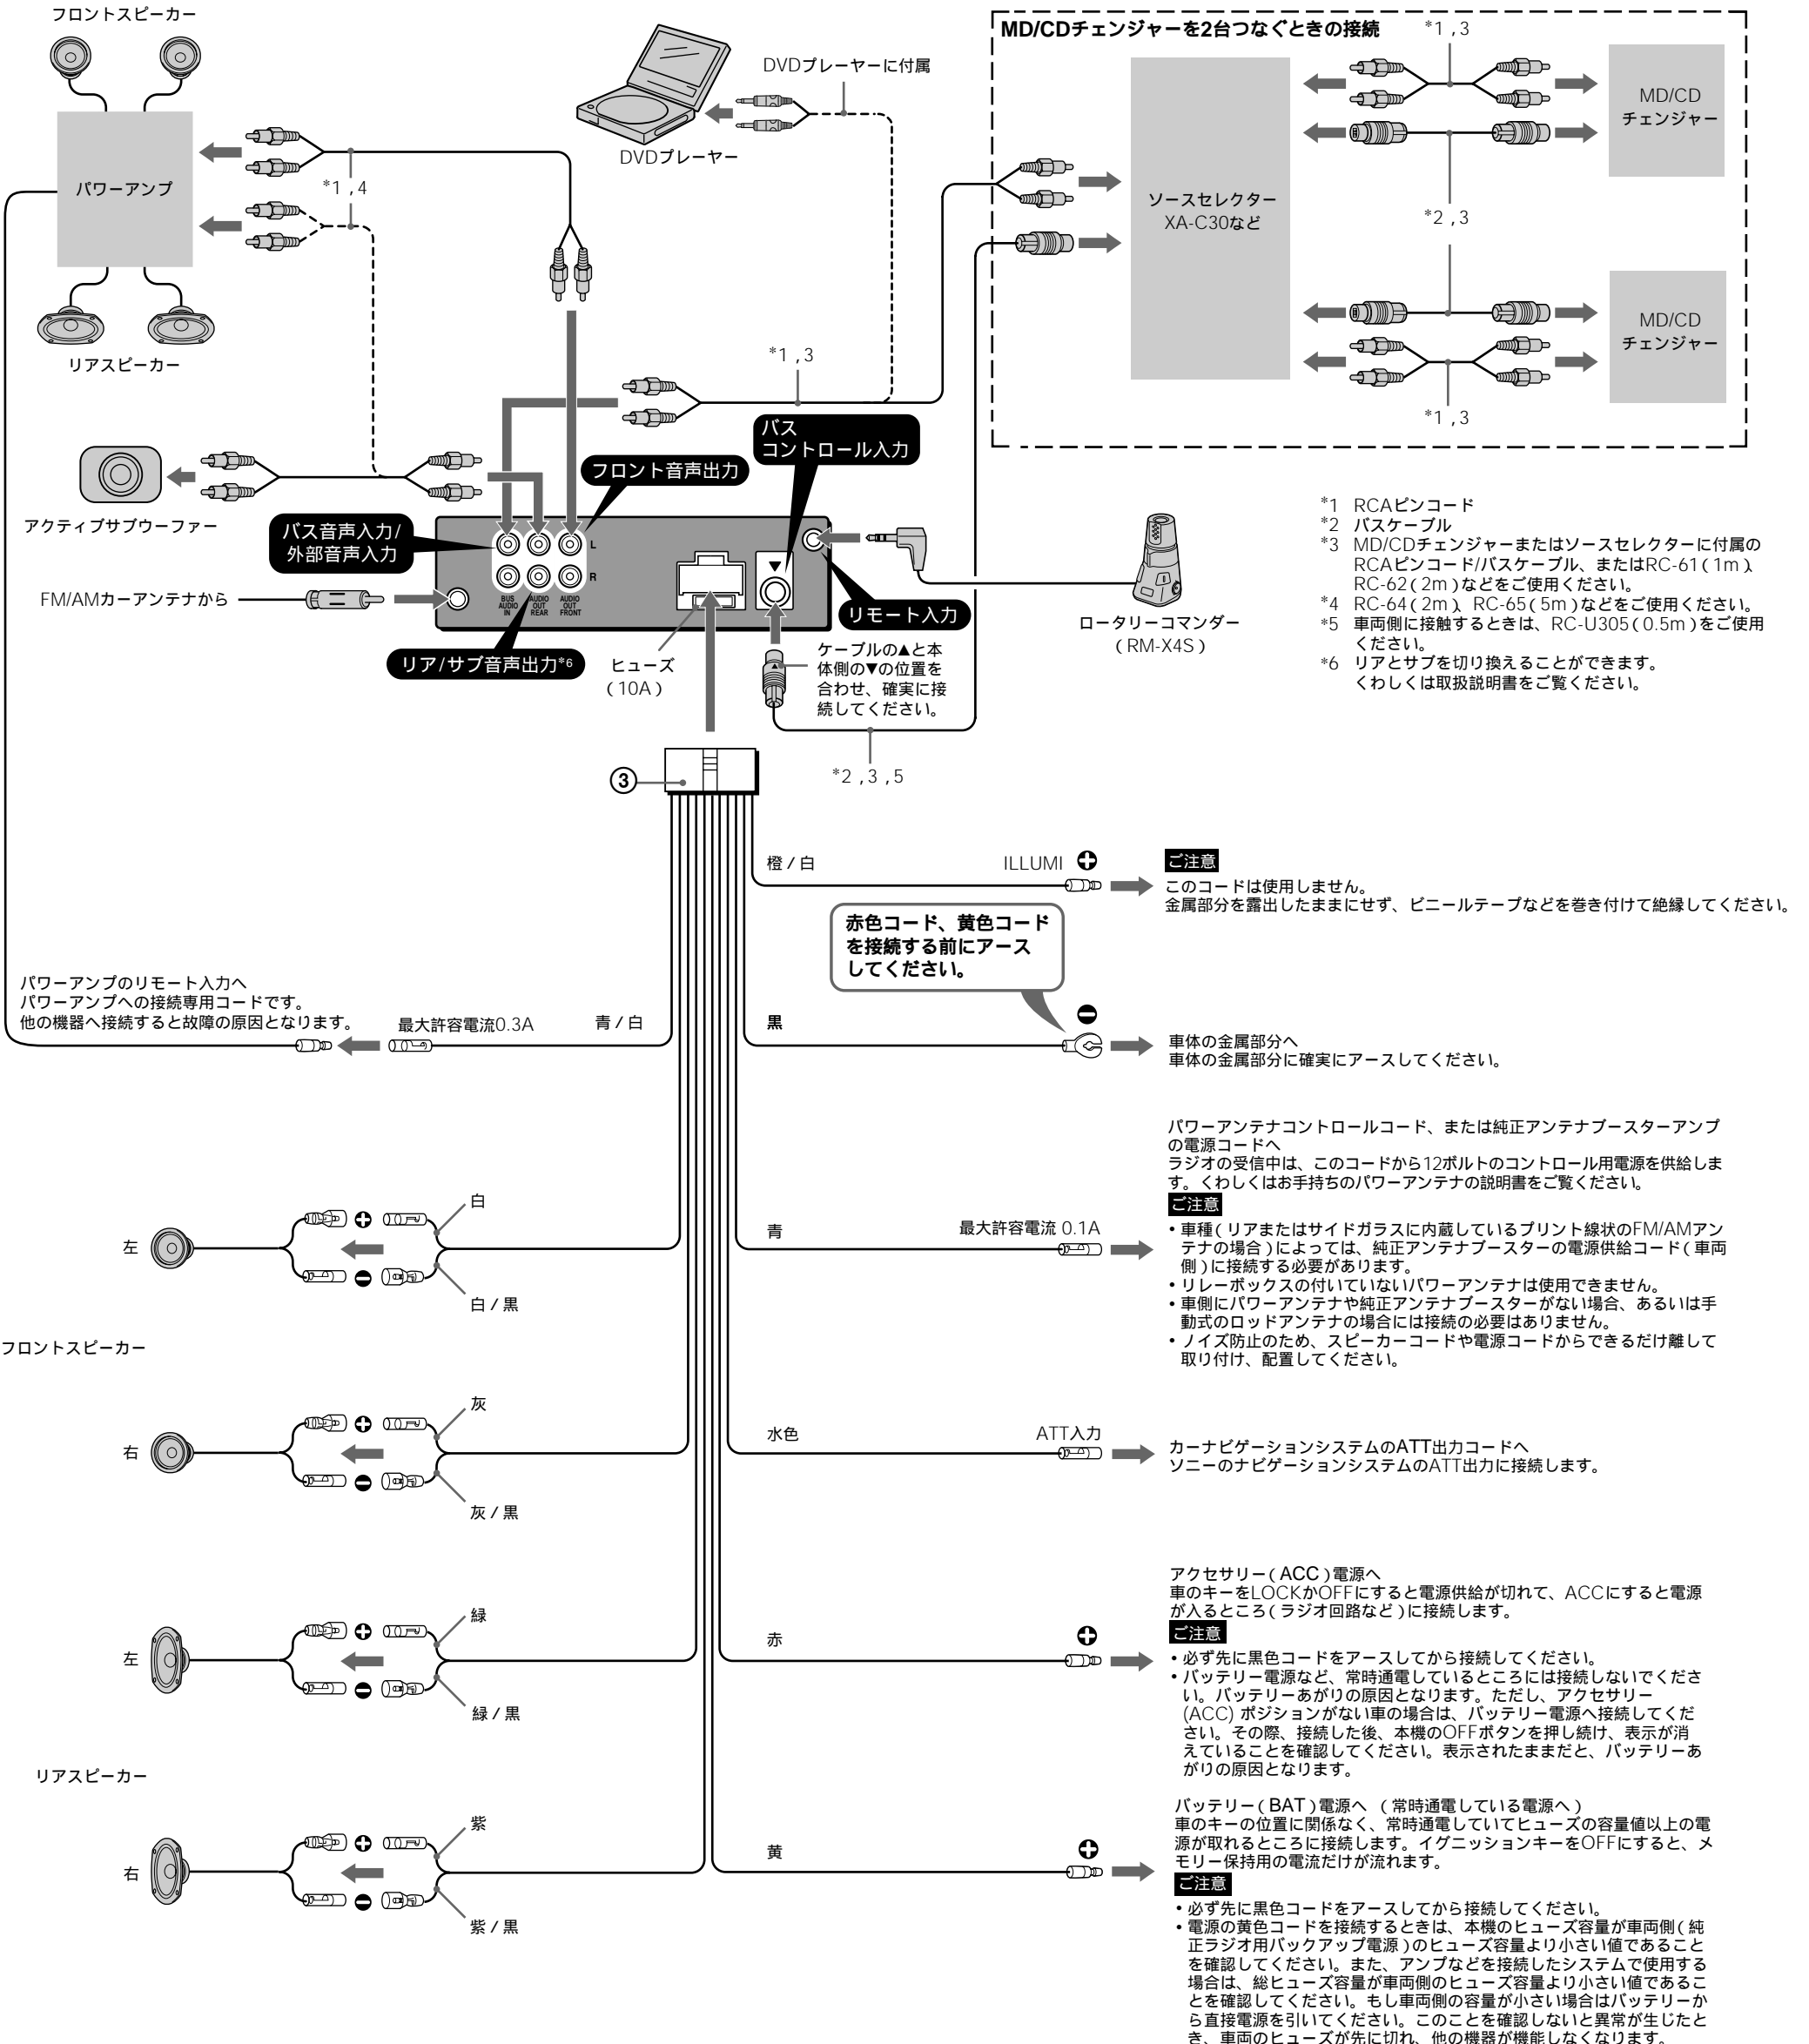 フロントスピーカー
パワーアンプ
*1 , 4
リアスピーカー
DVDプレーヤーに付属
DVDプレーヤー
MD/CDチェンジャーを2台つなぐときの接続
*1 , 3
MD/CD
チェンジャー
ソースセレクター
XA-C30など
*2 , 3
MD/CD
チェンジャー
*1 , 3
*1 , 3
アクティブサブウーファー
バス音声入力/
外部音声入力
フロント音声出力
バス
コントロール入力
FM/AMカーアンテナから
L
R
BUS
AUDIO
IN
AUDIO
OUT
REAR
AUDIO
OUT
FRONT
▼
リモート入力
リア/サブ音声出力*6
ヒューズ
( 10A )
ケーブルの▲と本
体側の▼の位置を
合わせ、確実に接
続してください。
▲
*2 , 3 , 5
ロータリーコマンダー
( RM-X4S )
*1 RCAピンコード
*2 バスケーブル
*3 MD/CDチェンジャーまたはソースセレクターに付属の
RCAピンコード/バスケーブル、またはRC-61( 1m )、
RC-62( 2m )などをご使用ください。
*4 RC-64( 2m )、RC-65( 5m )などをご使用ください。
*5 車両側に接触するときは、RC-U305( 0.5m )をご使用
ください。
*6 リアとサブを切り換えることができます。
くわしくは取扱説明書をご覧ください。
3
橙 / 白
ILLUMI
ご注意
このコードは使用しません。
金属部分を露出したままにせず、ビニールテープなどを巻き付けて絶縁してください。
赤色コード、黄色コード
を接続する前にアース
してください。
パワーアンプのリモート入力へ
パワーアンプへの接続専用コードです。
他の機器へ接続すると故障の原因となります。
最大許容電流0.3A
青 / 白
黒
車体の金属部分へ
車体の金属部分に確実にアースしてください。
パワーアンテナコントロールコード、または純正アンテナブースターアンプ
の電源コードへ
ラジオの受信中は、このコードから12ボルトのコントロール用電源を供給しま
す。くわしくはお手持ちのパワーアンテナの説明書をご覧ください。
ご注意
• 車種( リアまたはサイドガラスに内蔵しているプリント線状のFM/AMアン
テナの場合 )によっては、純正アンテナブースターの電源供給コード( 車両
側 )に接続する必要があります。
• リレーボックスの付いていないパワーアンテナは使用できません。
• 車側にパワーアンテナや純正アンテナブースターがない場合、あるいは手
動式のロッドアンテナの場合には接続の必要はありません。
• ノイズ防止のため、スピーカーコードや電源コードからできるだけ離して
取り付け、配置してください。
青
最大許容電流 0.1A
左
白
白 / 黒
フロントスピーカー
右
灰
灰 / 黒
水色
ATT入力
カーナビゲーションシステムのATT出力コードへ
ソニーのナビゲーションシステムのATT出力に接続します。
左
緑
緑 / 黒
リアスピーカー
右
紫
紫 / 黒
赤
アクセサリー( ACC )電源へ
車のキーをLOCKかOFFにすると電源供給が切れて、ACCにすると電源
が入るところ( ラジオ回路など )に接続します。
ご注意
• 必ず先に黒色コードをアースしてから接続してください。
• バッテリー電源など、常時通電しているところには接続しないでくださ
い。バッテリーあがりの原因となります。ただし、アクセサリー
(ACC) ポジションがない車の場合は、バッテリー電源へ接続してくだ
さい。その際、接続した後、本機のOFFボタンを押し続け、表示が消
えていることを確認してください。表示されたままだと、バッテリーあ
がりの原因となります。
黄
バッテリー( BAT )電源へ ( 常時通電している電源へ )
車のキーの位置に関係なく、常時通電していてヒューズの容量値以上の電
源が取れるところに接続します。イグニッションキーをOFFにすると、メ
モリー保持用の電流だけが流れます。
ご注意
• 必ず先に黒色コードをアースしてから接続してください。
• 電源の黄色コードを接続するときは、本機のヒューズ容量が車両側( 純
正ラジオ用バックアップ電源 )のヒューズ容量より小さい値であること
を確認してください。また、アンプなどを接続したシステムで使用する
場合は、総ヒューズ容量が車両側のヒューズ容量より小さい値であるこ
とを確認してください。もし車両側の容量が小さい場合はバッテリーか
ら直接電源を引いてください。このことを確認しないと異常が生じたと
き、車両のヒューズが先に切れ、他の機器が機能しなくなります。